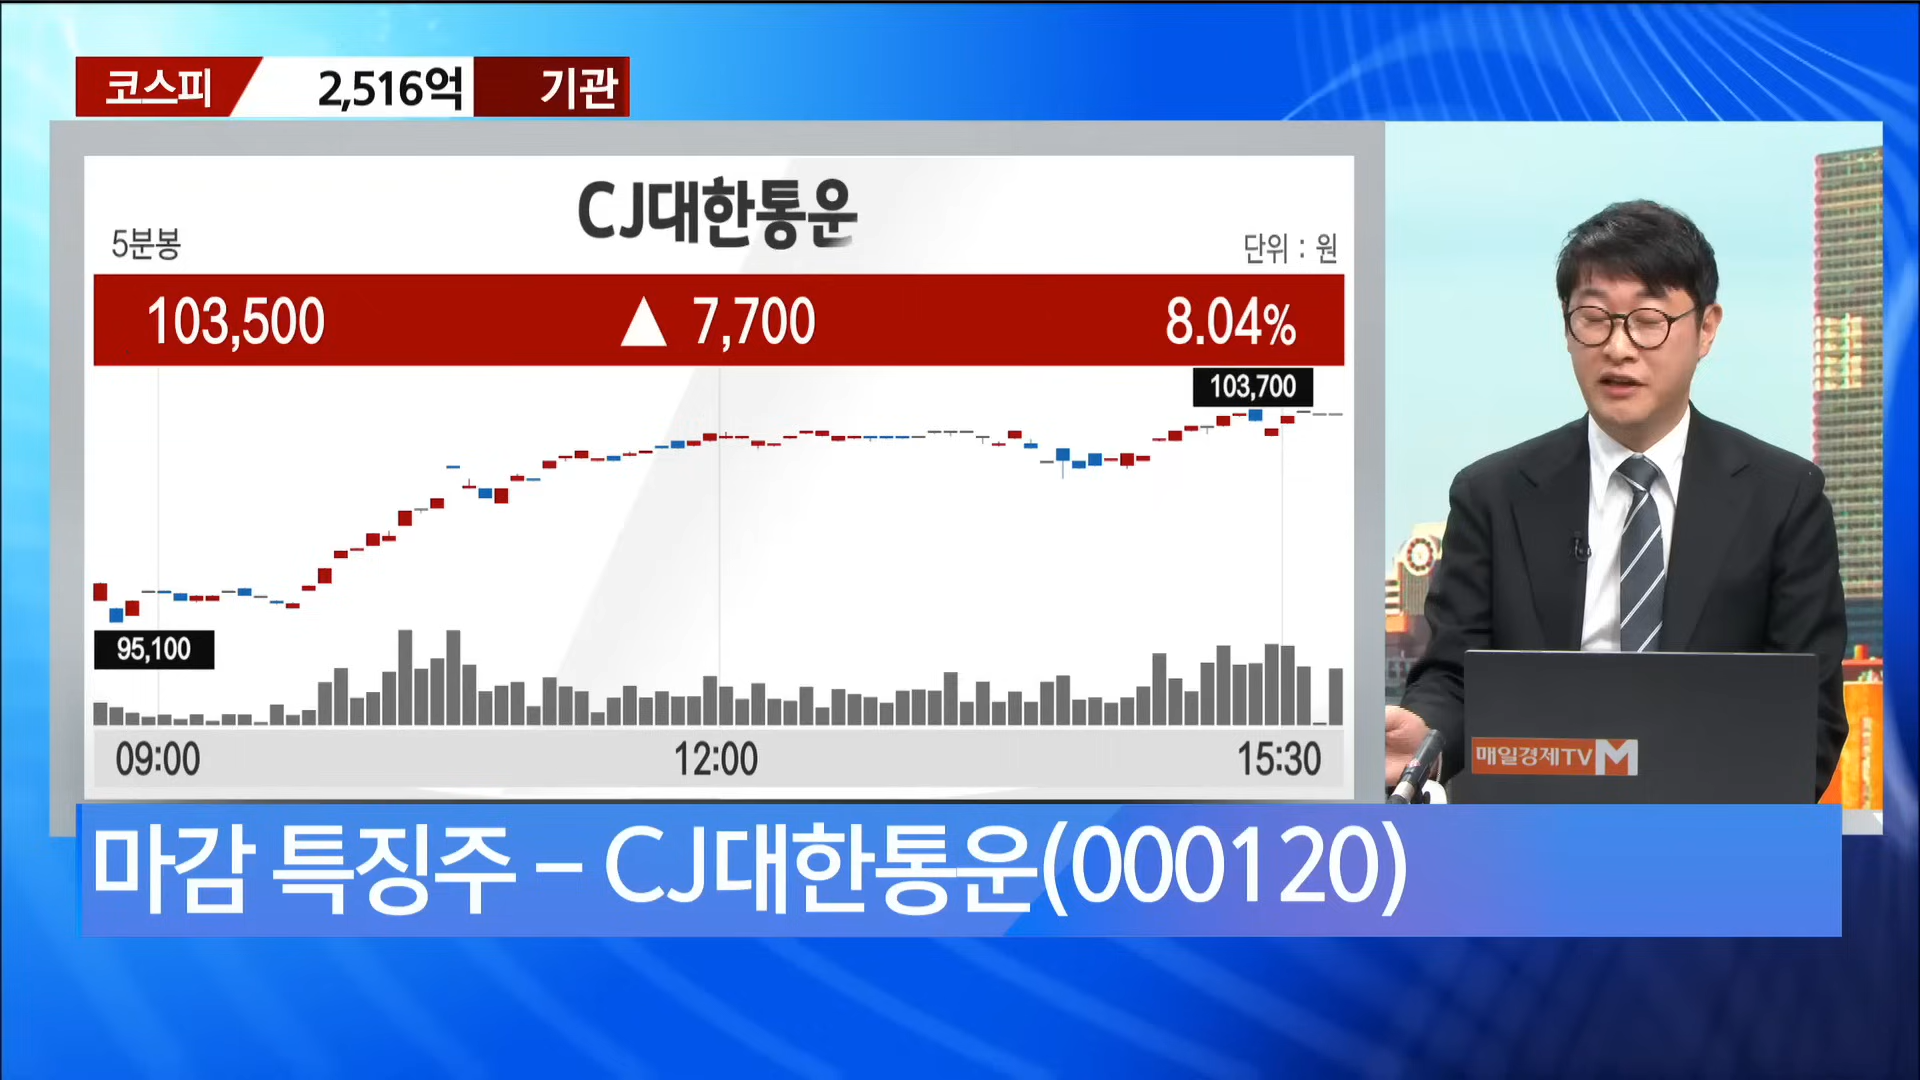 코스피 2,516억 기관
CJ대한통운
5분봉
단위 : 원
103,500 ▲ 7,700 8.04%
103,700
95,100
09:00 12:00 15:30
매일경제TV M
마감 특징주 – CJ대한통운(000120)